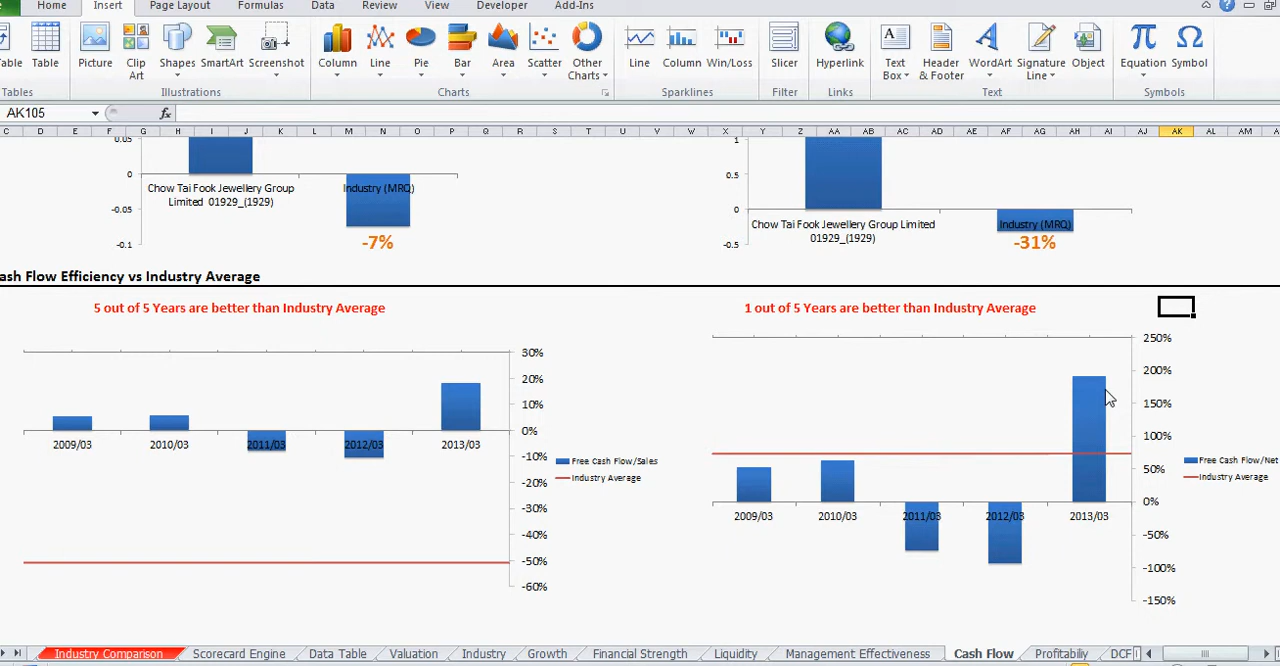 Home Insert Page Layout Formulas Data Review View Developer Add-Ins
Table Picture Clip Art Shapes SmartArt Screenshot Column Line Pie Bar Area Scatter Other Charts Line Column Win/Loss Slicer Hyperlink Text Box Header & Footer WordArt Signature Line Object Equation Symbol
Tables Illustrations Charts Sparklines Filter Links Text Symbols
AK105 fx
C D E F G H I J K L M N O P Q R S T U V W X Y Z AA AB AC AD AE AF AG AH AI AJ AK AL AM
0.05
0
-0.05
-0.1
Chow Tai Fook Jewellery Group
Limited 01929_(1929)
Industry (MRQ)
-7%
1
0.5
0
-0.5
Chow Tai Fook Jewellery Group Limited
01929_(1929)
Industry (MRQ)
-31%
ash Flow Efficiency vs Industry Average
5 out of 5 Years are better than Industry Average
30%
20%
10%
0%
-10%
-20%
-30%
-40%
-50%
-60%
2009/03 2010/03 2011/03 2012/03 2013/03
Free Cash Flow/Sales
Industry Average
1 out of 5 Years are better than Industry Average
250%
200%
150%
100%
50%
0%
-50%
-100%
-150%
2009/03 2010/03 2011/03 2012/03 2013/03
Free Cash Flow/Net
Industry Average
Industry Comparison Scorecard Engine Data Table Valuation Industry Growth Financial Strength Liquidity Management Effectiveness Cash Flow Profitabiliy DCF